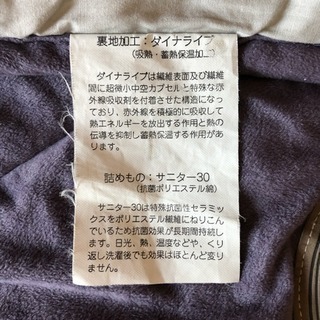 裏地加工：ダイナライブ
（吸熱・蓄熱保温加工）
ダイナライブは繊維表面及び繊維
間に超微小中空カプセルと特殊な赤
外線吸収剤を付着させた構造になっ
ており、赤外線を積極的に吸収して
熱エネルギーを放出する作用と熱の
伝導を抑制し蓄熱保温する作用があ
ります。
詰めもの：サニター30
（抗菌ポリエステル綿）
サニター30は特殊抗菌性セラミッ
クスをポリエステル繊維にねりこん
でいるため抗菌効果が長期間持続し
ます。日光、熱、温度などや、くり
返し洗濯後でも効果はほとんど変り
ません。